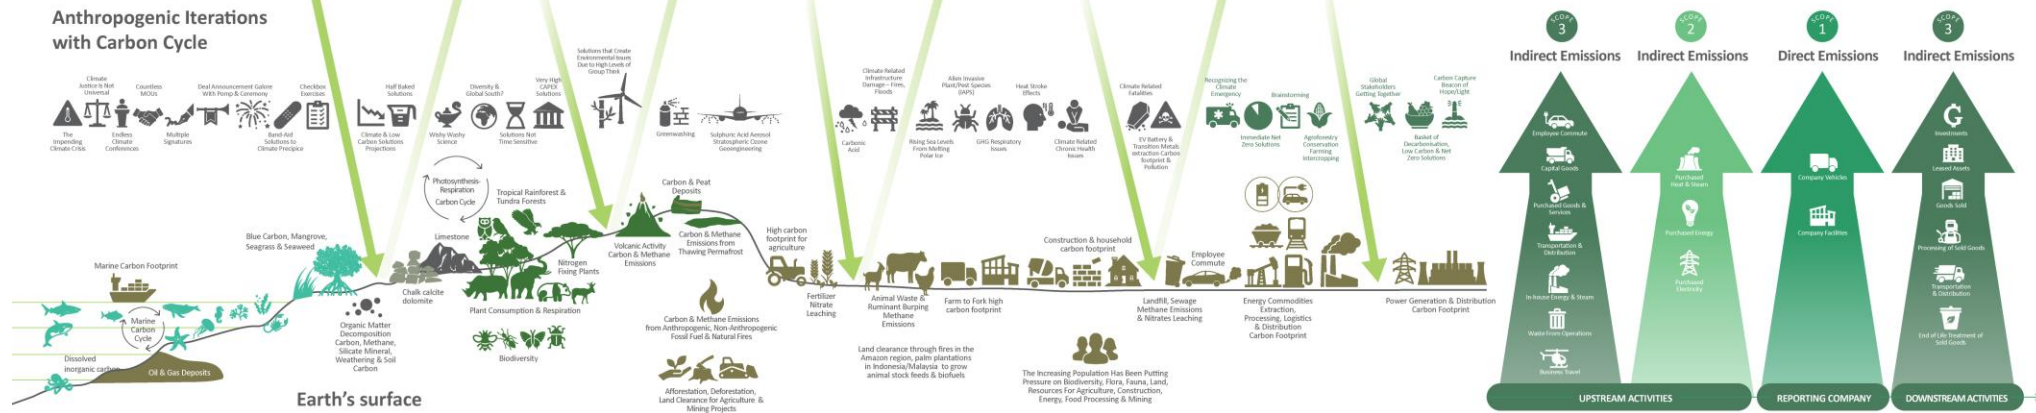 Anthropogenic Iterations
with Carbon Cycle
Climate
Justice is Not
Universal
Countless
MOUs
Deal Announcement Galore
With Pomp & Ceremony
Checkbox
Exercises
Half Baked
Solutions
Diversity &
Global South?
Very High
CAPEX
Solutions
Solutions that Create
Environmental Issues
Due to High Levels of
Group Think
The
Impending
Climate Crisis
Endless
Climate
Conferences
Multiple
Signatures
Band-Aid
Solutions to
Climate Precipice
Climate & Low
Carbon Solutions
Projections
Wishy Washy
Science
Solutions Not
Time Sensitive
Greenwashing
Sulphuric Acid Aerosol
Stratospheric Ozone
Geoengineering
Climate Related
Infrastructure
Damage – Fires,
Floods
Alien Invasive
Plant/Pest Species
(IAPS)
Heat Stroke
Effects
Climate Related
Fatalities
Recognising the
Climate
Emergency
Brainstorming
Global
Stakeholders
Getting Together
Carbon Capture
Beacon of
Hope/Light
Carbonic
Acid
Rising Sea Levels
From Melting
Polar Ice
GHG Respiratory
Issues
Climate Related
Chronic Health
Issues
EV Battery &
Transition Metals
extraction Carbon
footprint &
Pollution
Immediate Net
Zero Solutions
Agroforestry
Conservation
Farming
Intercropping
Basket of
Decarbonisation,
Low Carbon & Net
Zero Solutions
Photosynthesis-
Respiration
Carbon Cycle
Tropical Rainforest &
Tundra Forests
Carbon & Peat
Deposits
Blue Carbon, Mangrove,
Seagrass & Seaweed
Limestone
Marine Carbon Footprint
Chalk calcite
dolomite
Nitrogen
Fixing Plants
Volcanic Activity
Carbon & Methane
Emissions
Carbon & Methane
Emissions from
Thawing Permafrost
High carbon
footprint for
agriculture
Construction & household
carbon footprint
Employee
Commute
Marine
Carbon
Cycle
Dissolved
inorganic carbon
Oil & Gas Deposits
Organic Matter
Decomposition
Carbon, Methane,
Silicate Mineral,
Weathering & Soil
Carbon
Plant Consumption & Respiration
Biodiversity
Carbon & Methane Emissions
from Anthropogenic, Non-Anthropogenic
Fossil Fuel & Natural Fires
Afforestation, Deforestation,
Land Clearance for Agriculture &
Mining Projects
Fertilizer
Nitrate
Leaching
Animal Waste &
Ruminant Burping
Methane
Emissions
Farm to Fork high
carbon footprint
Landfill, Sewage
Methane Emissions
& Nitrates Leaching
Energy Commodities
Extraction,
Processing, Logistics
& Distribution
Carbon Footprint
Power Generation & Distribution
Carbon Footprint
Land clearance through fires in the
Amazon region, palm plantations
in Indonesia/Malaysia to grow
animal stock feeds & biofuels
The Increasing Population Has Been Putting
Pressure on Biodiversity, Flora, Fauna, Land,
Resources For Agriculture, Construction,
Energy, Food Processing & Mining
Earth's surface
SCOPE
3
Indirect Emissions
Employee Commute
Capital Goods
Purchased Goods &
Services
Transportation &
Distribution
In-house Energy & Steam
Waste From Operations
Business Travel
SCOPE
2
Indirect Emissions
Purchased
Heat & Steam
Purchased Energy
Purchased
Electricity
UPSTREAM ACTIVITIES
SCOPE
1
Direct Emissions
Company Vehicles
Company Facilities
REPORTING COMPANY
SCOPE
3
Indirect Emissions
Investments
Leased Assets
Goods Sold
Processing of Sold Goods
Transportation
& Distribution
End of Life Treatment of
Sold Goods
DOWNSTREAM ACTIVITIES